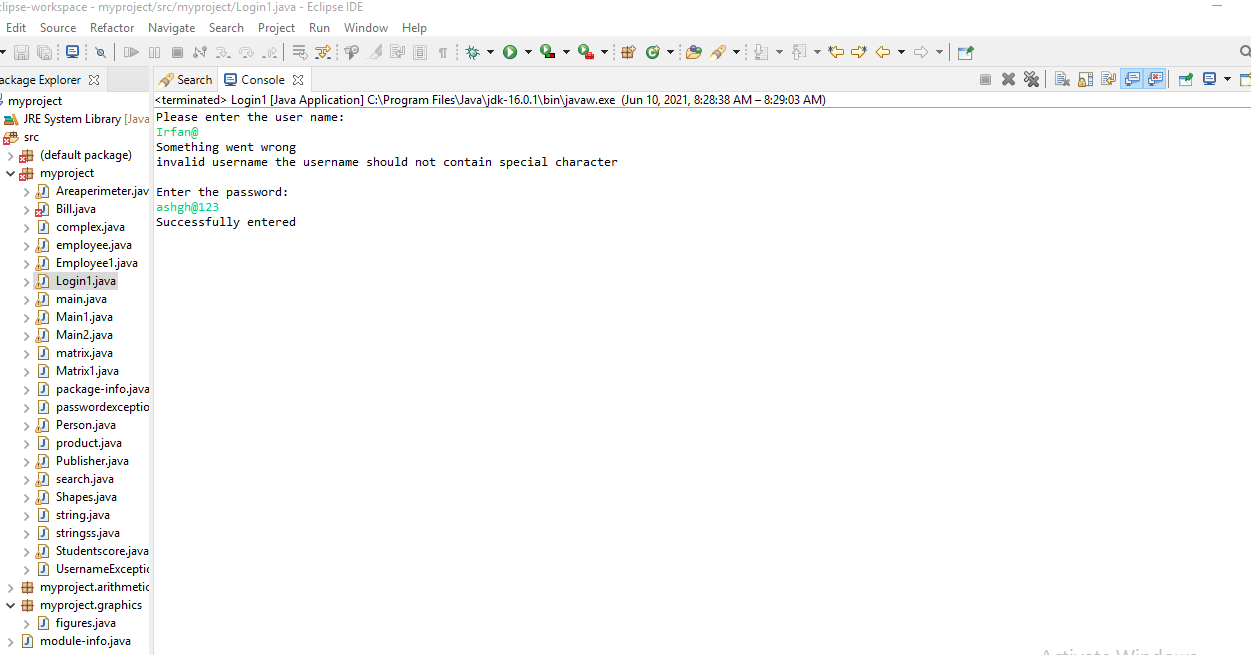 clipse-workspace - myproject/src/myproject/Login1.java - Eclipse IDE
Edit Source Refactor Navigate Search Project Run Window Help
ackage Explorer
Search Console
<terminated> Login1 [Java Application] C:\Program Files\Java\jdk-16.0.1\bin\javaw.exe (Jun 10, 2021, 8:28:38 AM – 8:29:03 AM)
myproject
JRE System Library [Java
src
(default package)
myproject
Areaperimeter.jav
Bill.java
complex.java
employee.java
Employee1.java
Login1.java
main.java
Main1.java
Main2.java
matrix.java
Matrix1.java
package-info.java
passwordexceptio
Person.java
product.java
Publisher.java
search.java
Shapes.java
string.java
stringss.java
Studentscore.java
UsernameExceptic
myproject.arithmetic
myproject.graphics
figures.java
module-info.java
Please enter the user name:
Irfan@
Something went wrong
invalid username the username should not contain special character
Enter the password:
ashgh@123
Successfully entered
Activate Windows